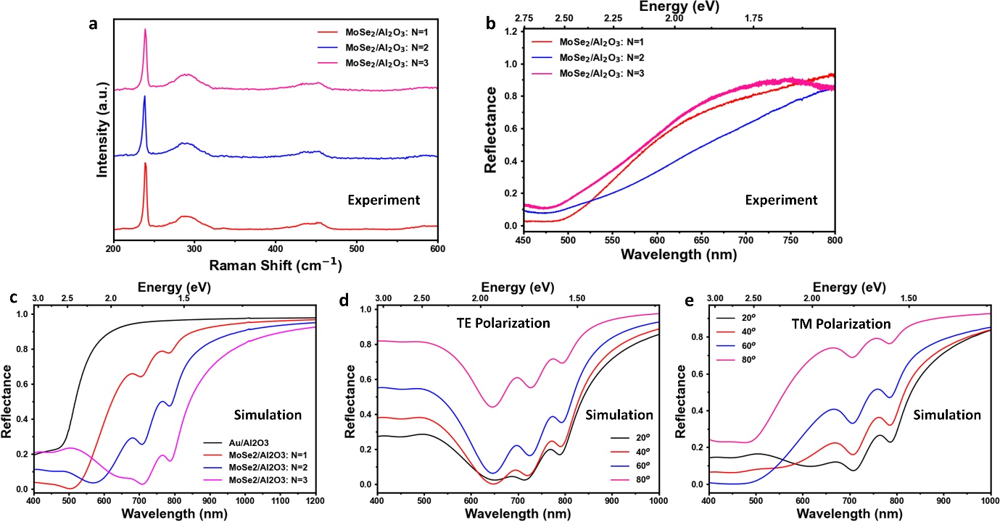 a
MoSe2/Al2O3: N=1
MoSe2/Al2O3: N=2
MoSe2/Al2O3: N=3
Intensity (a.u.)
Experiment
200 300 400 500 600
Raman Shift (cm−1)
b
Energy (eV)
2.75 2.50 2.25 2.00 1.75
MoSe2/Al2O3: N=1
MoSe2/Al2O3: N=2
MoSe2/Al2O3: N=3
1.2
1.0
0.8
0.6
0.4
0.2
0.0
Reflectance
Experiment
450 500 550 600 650 700 750 800
Wavelength (nm)
c
Energy (eV)
3.0 2.5 2.0 1.5
1.0
0.8
0.6
0.4
0.2
0.0
Reflectance
Simulation
Au/Al2O3
MoSe2/Al2O3: N=1
MoSe2/Al2O3: N=2
MoSe2/Al2O3: N=3
400 500 600 700 800 900 1000 1100 1200
Wavelength (nm)
d
Energy (eV)
3.00 2.50 2.00 1.50
TE Polarization
1.0
0.8
0.6
0.4
0.2
0.0
Reflectance
Simulation
20o
40o
60o
80o
400 500 600 700 800 900 1000
Wavelength (nm)
e
Energy (eV)
3.00 2.50 2.00 1.50
20o
40o
60o
80o
TM Polarization
0.8
0.6
0.4
0.2
0.0
Reflectance
Simulation
400 500 600 700 800 900 1000
Wavelength (nm)